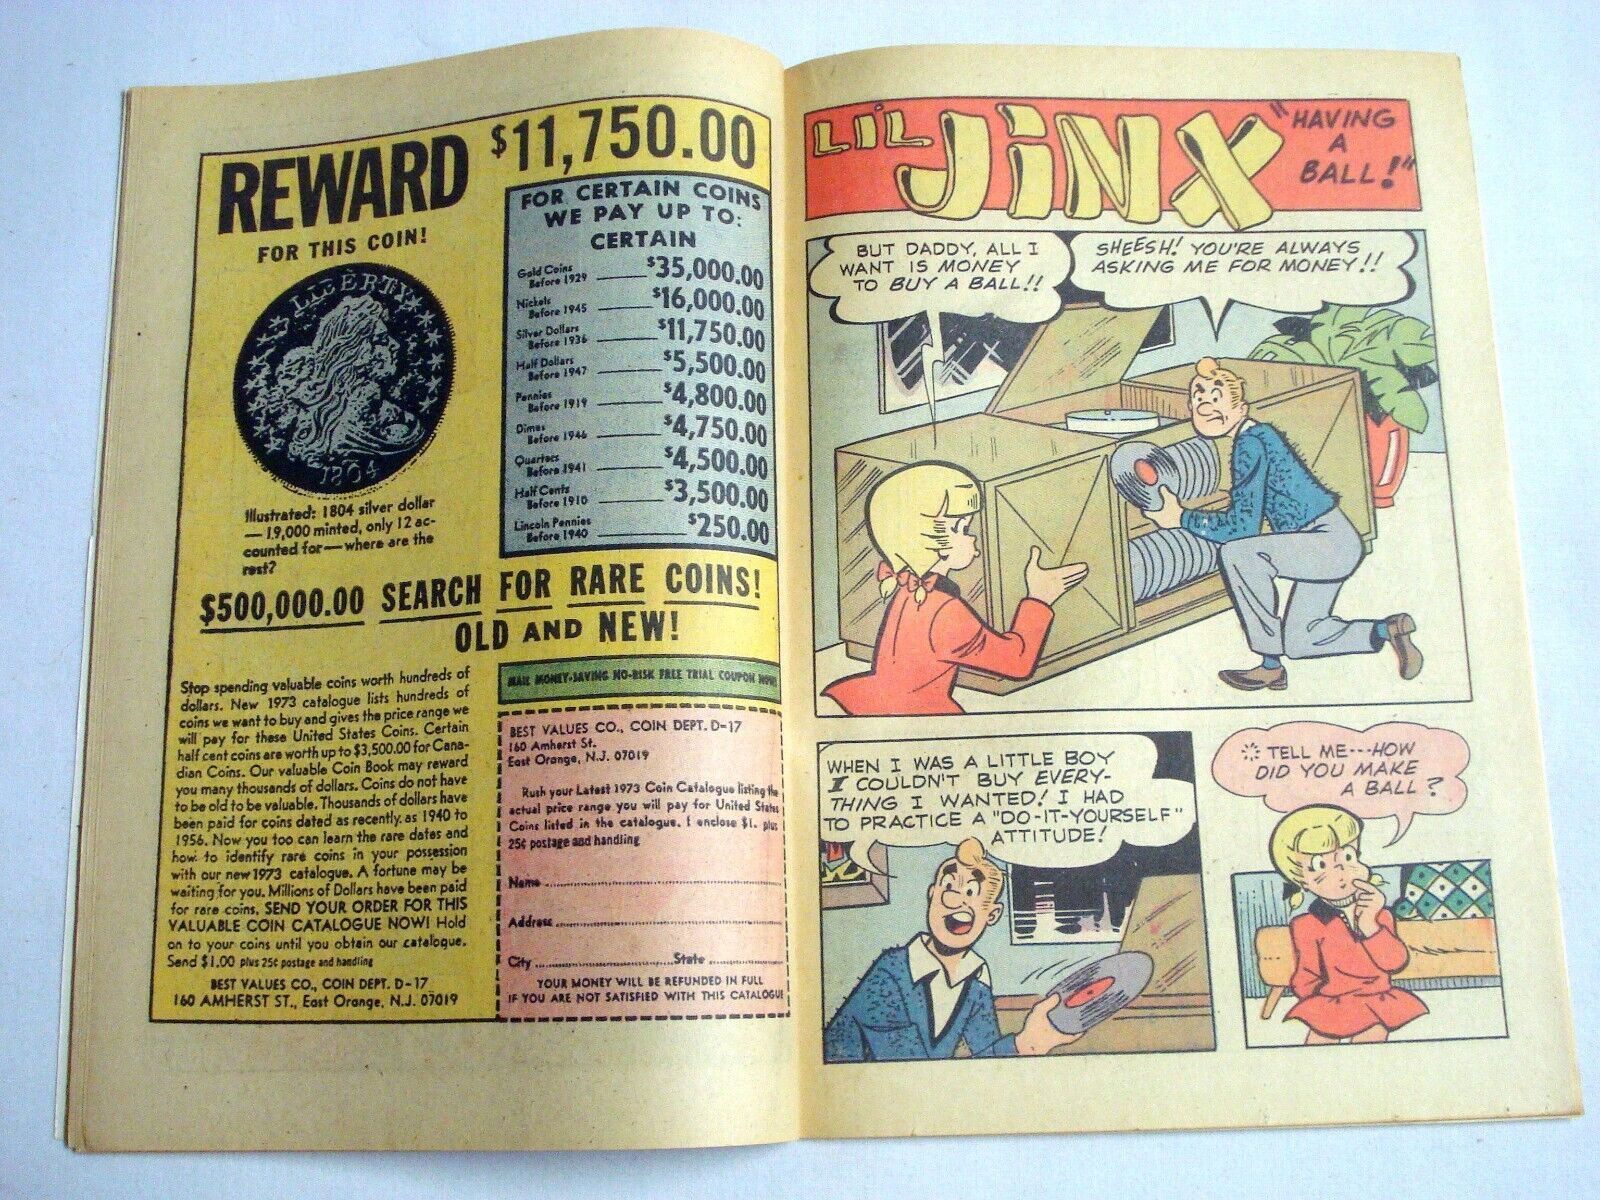 REWARD $11,750.00
FOR THIS COIN!
LIBERTY
1804
Illustrated: 1804 silver dollar
— 19,000 minted, only 12 ac-
counted for — where are the
rest?
FOR CERTAIN COINS
WE PAY UP TO:
CERTAIN
Gold Coins
Before 1929 $35,000.00
Nickels
Before 1945 $16,000.00
Silver Dollars
Before 1936 $11,750.00
Half Dollars
Before 1947 $5,500.00
Pennies
Before 1919 $4,800.00
Dimes
Before 1946 $4,750.00
Quarters
Before 1941 $4,500.00
Half Cents
Before 1910 $3,500.00
Lincoln Pennies
Before 1940 $250.00
$500,000.00 SEARCH FOR RARE COINS!
OLD AND NEW!
Stop spending valuable coins worth hundreds of
dollars. New 1973 catalogue lists hundreds of
coins we want to buy and gives the price range we
will pay for these United States Coins. Certain
half cent coins are worth up to $3,500.00 for Cana-
dian Coins. Our valuable Coin Book may reward
you many thousands of dollars. Coins do not have
to be old to be valuable. Thousands of dollars have
been paid for coins dated as recently, as 1940 to
1956. Now you too can learn the rare dates and
how to identify rare coins in your possession
with our new 1973 catalogue. A fortune may be
waiting for you. Millions of Dollars have been paid
for rare coins. SEND YOUR ORDER FOR THIS
VALUABLE COIN CATALOGUE NOW! Hold
on to your coins until you obtain our catalogue.
Send $1.00 plus 25¢ postage and handling
BEST VALUES CO., COIN DEPT. D-17
160 AMHERST ST., East Orange, N.J. 07019
MAIL MONEY-SAVING NO-RISK FREE TRIAL COUPON NOW!
BEST VALUES CO., COIN DEPT. D-17
160 Amherst St.
East Orange, N.J. 07019
Rush your Latest 1973 Coin Catalogue listing the
actual price range you will pay for United States
Coins listed in the catalogue. I enclose $1. plus
25¢ postage and handling
Name
Address
City State
YOUR MONEY WILL BE REFUNDED IN FULL
IF YOU ARE NOT SATISFIED WITH THIS CATALOGUE
LI'L JINX "HAVING
A
BALL!"
BUT DADDY, ALL I
WANT IS MONEY
TO BUY A BALL!!
SHEESH! YOU'RE ALWAYS
ASKING ME FOR MONEY!!
WHEN I WAS A LITTLE BOY
I COULDN'T BUY EVERY-
THING I WANTED! I HAD
TO PRACTICE A "DO-IT-YOURSELF"
ATTITUDE!
TELL ME---HOW
DID YOU MAKE
A BALL?